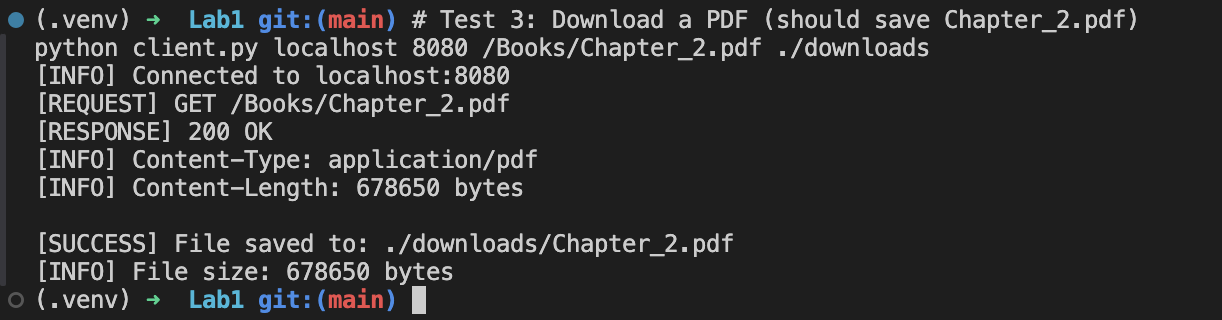 (.venv) ➜ Lab1 git:(main) # Test 3: Download a PDF (should save Chapter_2.pdf)
python client.py localhost 8080 /Books/Chapter_2.pdf ./downloads
[INFO] Connected to localhost:8080
[REQUEST] GET /Books/Chapter_2.pdf
[RESPONSE] 200 OK
[INFO] Content-Type: application/pdf
[INFO] Content-Length: 678650 bytes
[SUCCESS] File saved to: ./downloads/Chapter_2.pdf
[INFO] File size: 678650 bytes
(.venv) ➜ Lab1 git:(main)